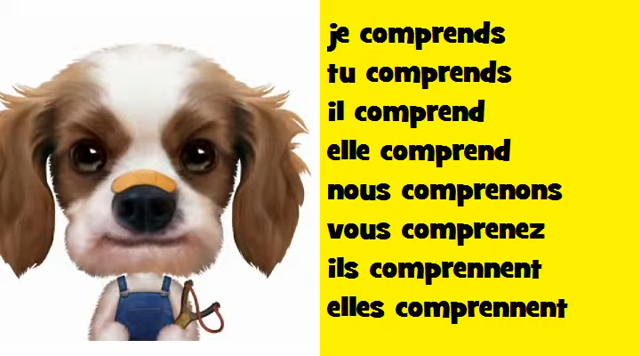 je comprends
tu comprends
il comprend
elle comprend
nous comprenons
vous comprenez
ils comprennent
elles comprennent